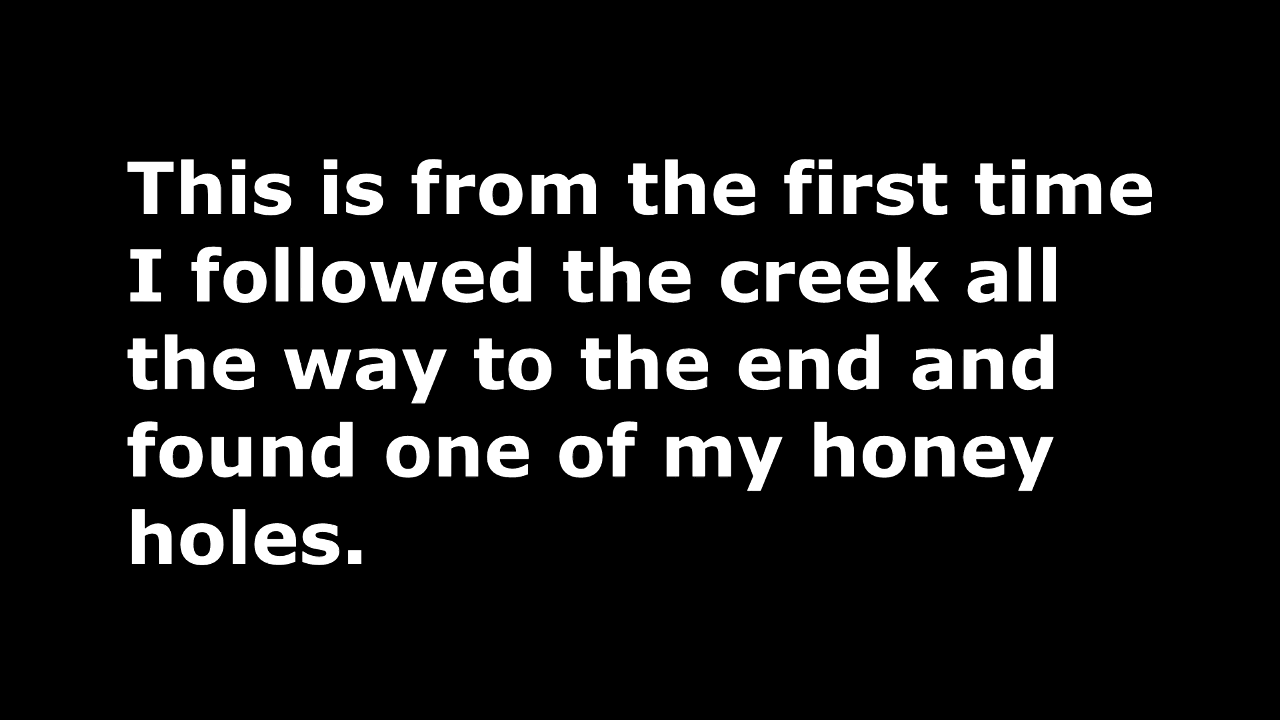 This is from the first time
I followed the creek all
the way to the end and
found one of my honey
holes.